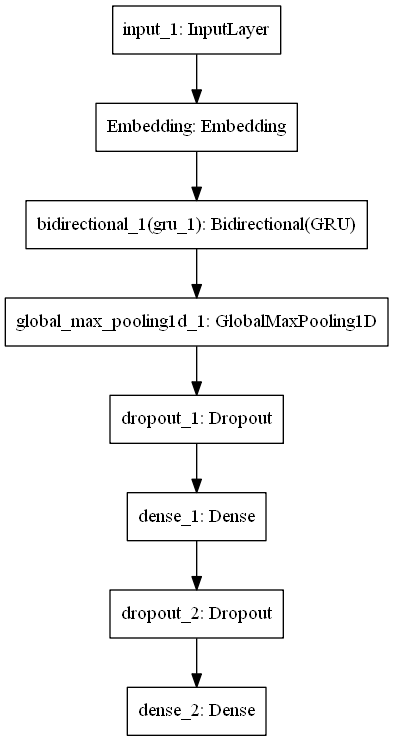 input_1: InputLayer
Embedding: Embedding
bidirectional_1(gru_1): Bidirectional(GRU)
global_max_pooling1d_1: GlobalMaxPooling1D
dropout_1: Dropout
dense_1: Dense
dropout_2: Dropout
dense_2: Dense